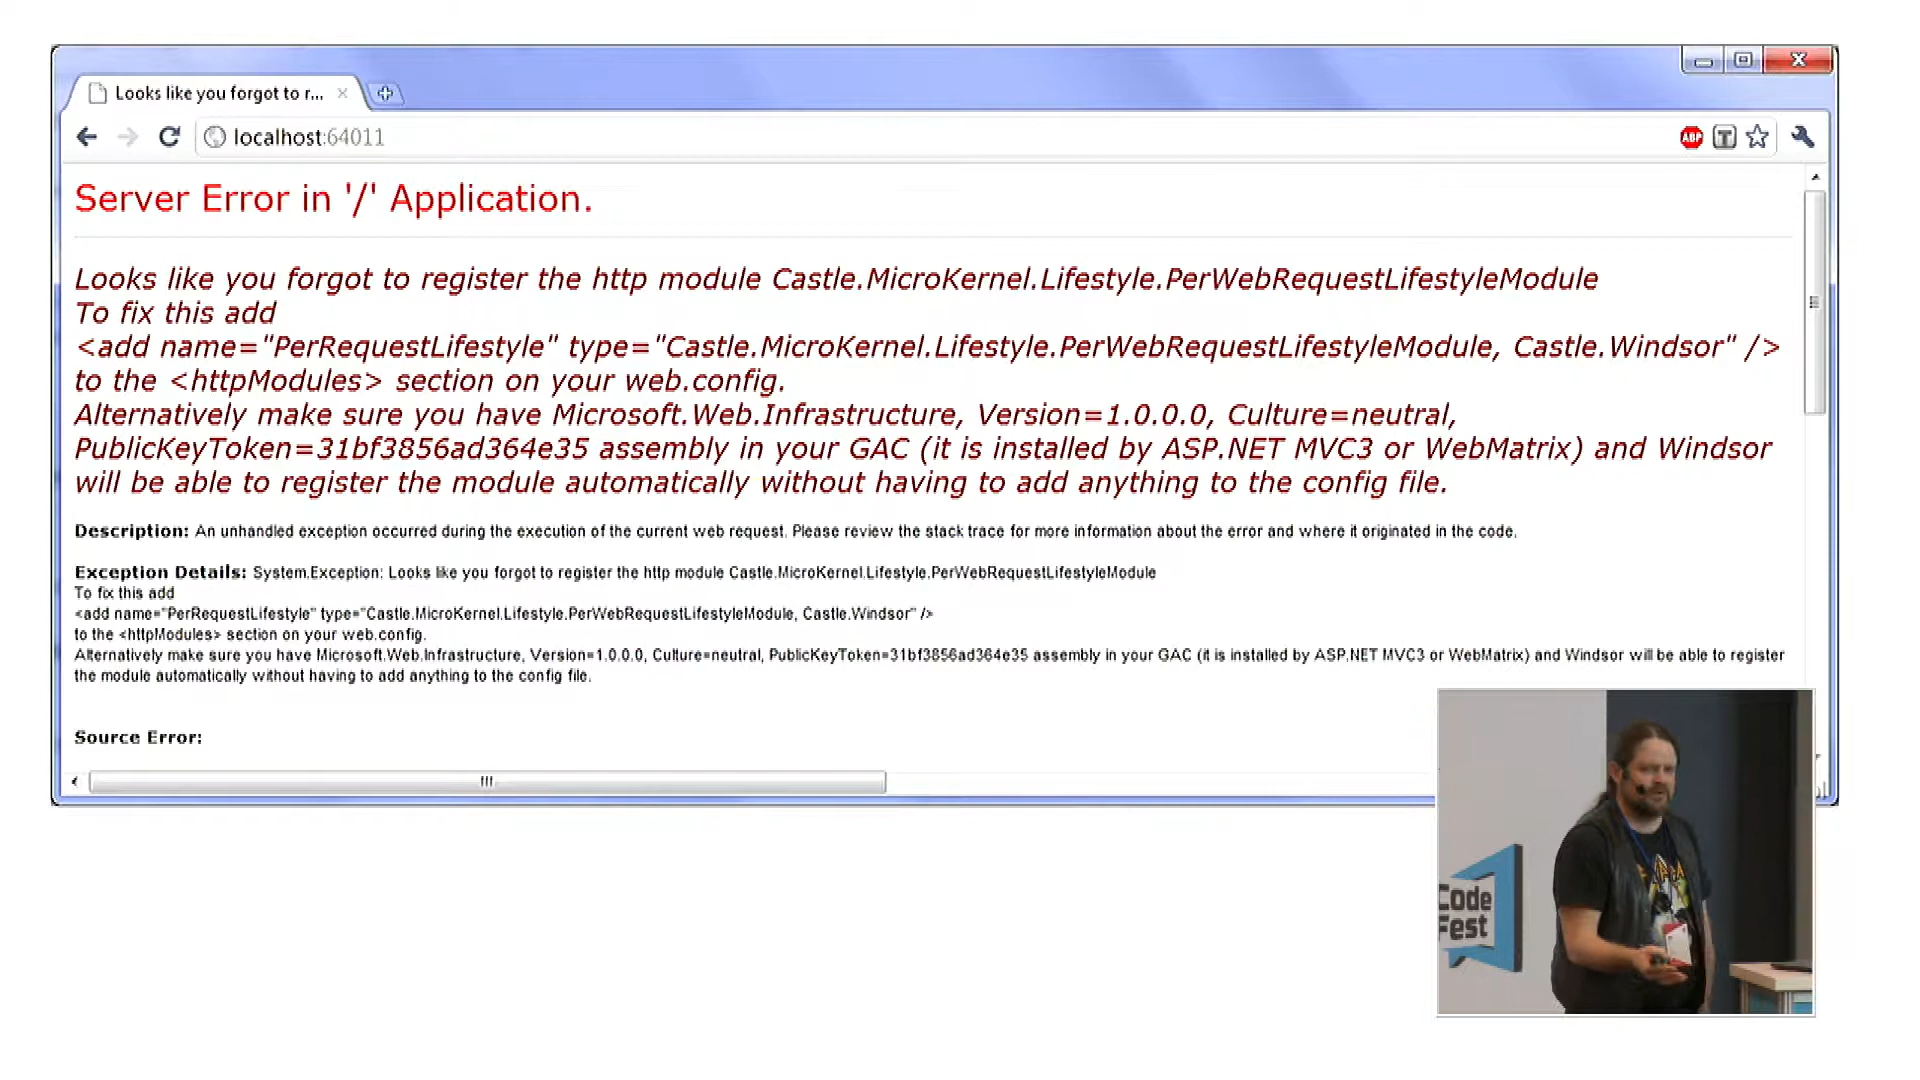 Looks like you forgot to r...
localhost:64011
ABP
T
Server Error in '/' Application.
Looks like you forgot to register the http module Castle.MicroKernel.Lifestyle.PerWebRequestLifestyleModule
To fix this add
<add name="PerRequestLifestyle" type="Castle.MicroKernel.Lifestyle.PerWebRequestLifestyleModule, Castle.Windsor" />
to the <httpModules> section on your web.config.
Alternatively make sure you have Microsoft.Web.Infrastructure, Version=1.0.0.0, Culture=neutral,
PublicKeyToken=31bf3856ad364e35 assembly in your GAC (it is installed by ASP.NET MVC3 or WebMatrix) and Windsor
will be able to register the module automatically without having to add anything to the config file.
Description: An unhandled exception occurred during the execution of the current web request. Please review the stack trace for more information about the error and where it originated in the code.
Exception Details: System.Exception: Looks like you forgot to register the http module Castle.MicroKernel.Lifestyle.PerWebRequestLifestyleModule
To fix this add
<add name="PerRequestLifestyle" type="Castle.MicroKernel.Lifestyle.PerWebRequestLifestyleModule, Castle.Windsor" />
to the <httpModules> section on your web.config.
Alternatively make sure you have Microsoft.Web.Infrastructure, Version=1.0.0.0, Culture=neutral, PublicKeyToken=31bf3856ad364e35 assembly in your GAC (it is installed by ASP.NET MVC3 or WebMatrix) and Windsor will be able to register
the module automatically without having to add anything to the config file.
Source Error:
Code
Fest